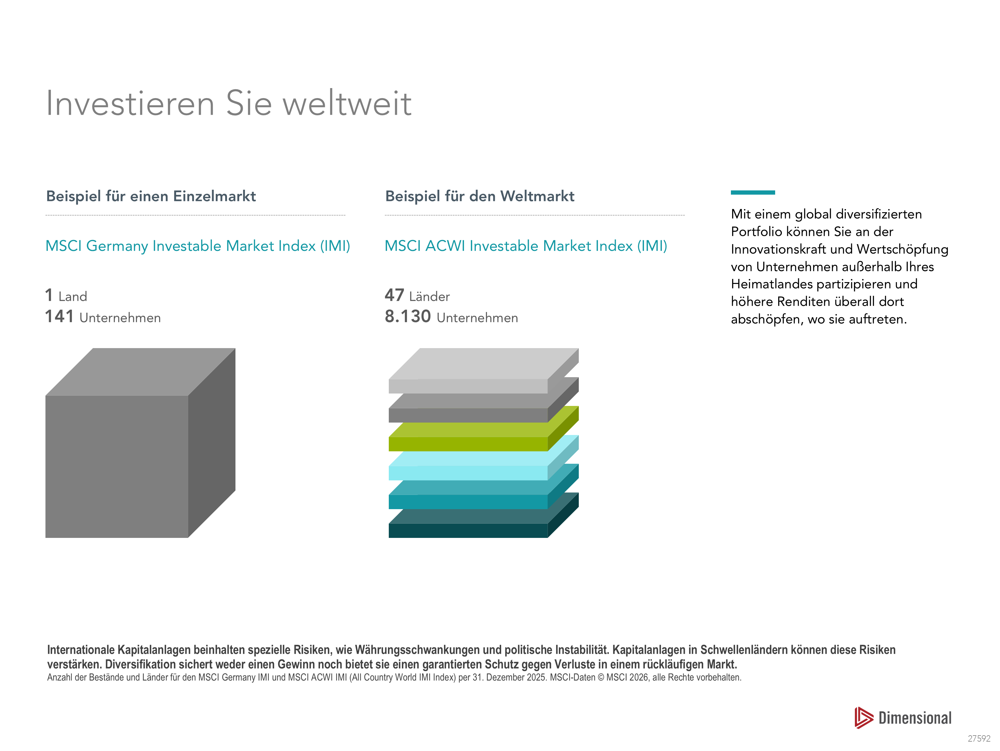 Investieren Sie weltweit
Beispiel für einen Einzelmarkt
MSCI Germany Investable Market Index (IMI)
1 Land
141 Unternehmen
Beispiel für den Weltmarkt
MSCI ACWI Investable Market Index (IMI)
47 Länder
8.130 Unternehmen
Mit einem global diversifizierten
Portfolio können Sie an der
Innovationskraft und Wertschöpfung
von Unternehmen außerhalb Ihres
Heimatlandes partizipieren und
höhere Renditen überall dort
abschöpfen, wo sie auftreten.
Internationale Kapitalanlagen beinhalten spezielle Risiken, wie Währungsschwankungen und politische Instabilität. Kapitalanlagen in Schwellenländern können diese Risiken
verstärken. Diversifikation sichert weder einen Gewinn noch bietet sie einen garantierten Schutz gegen Verluste in einem rückläufigen Markt.
Anzahl der Bestände und Länder für den MSCI Germany IMI und MSCI ACWI IMI (All Country World IMI Index) per 31. Dezember 2025. MSCI-Daten © MSCI 2026, alle Rechte vorbehalten.
Dimensional
27592